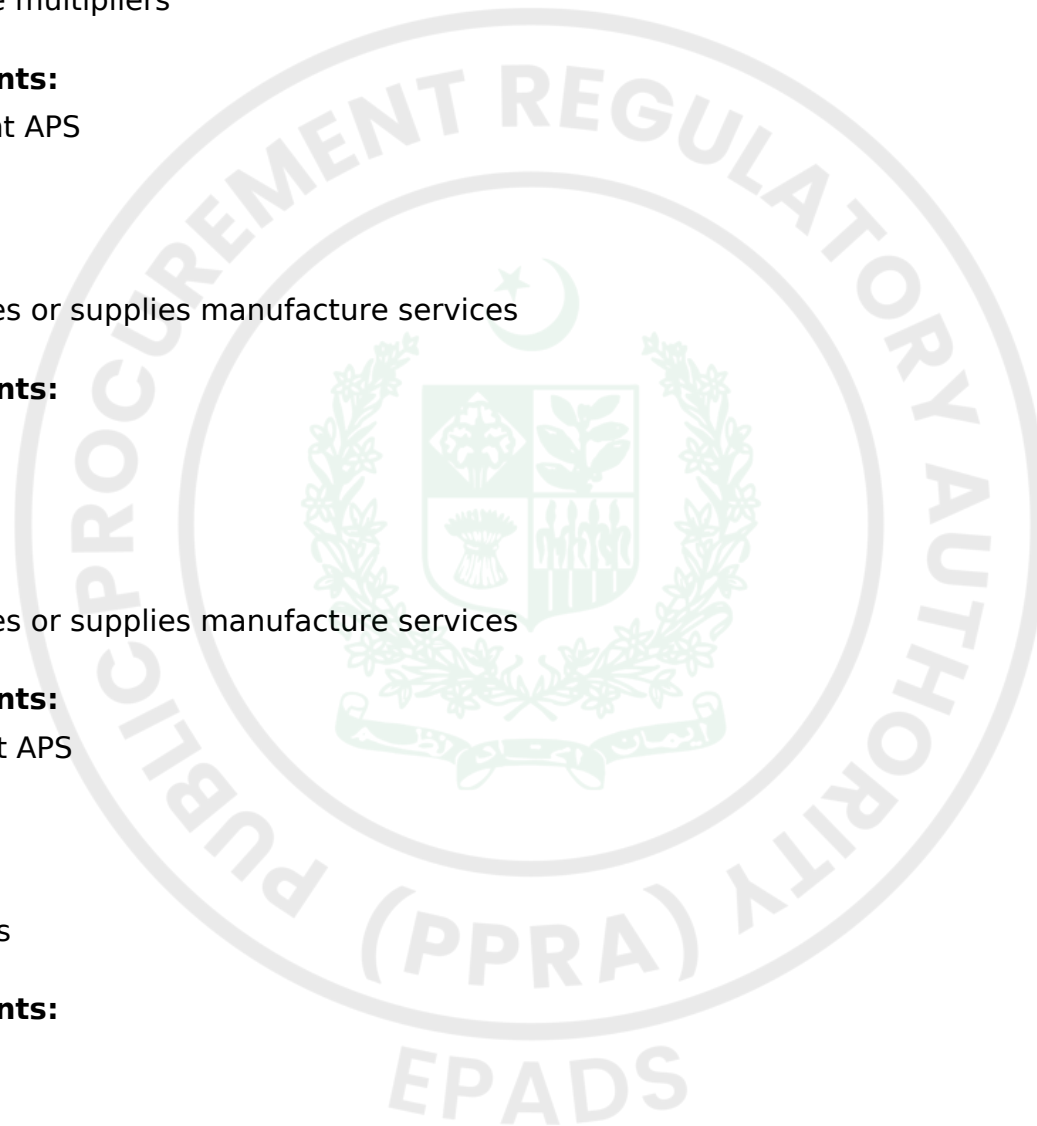 multipliers
nts:
t APS
es or supplies manufacture services
nts:
es or supplies manufacture services
nts:
t APS
s
nts:
PUBLIC PROCUREMENT REGULATORY AUTHORITY
(PPRA)
EPADS